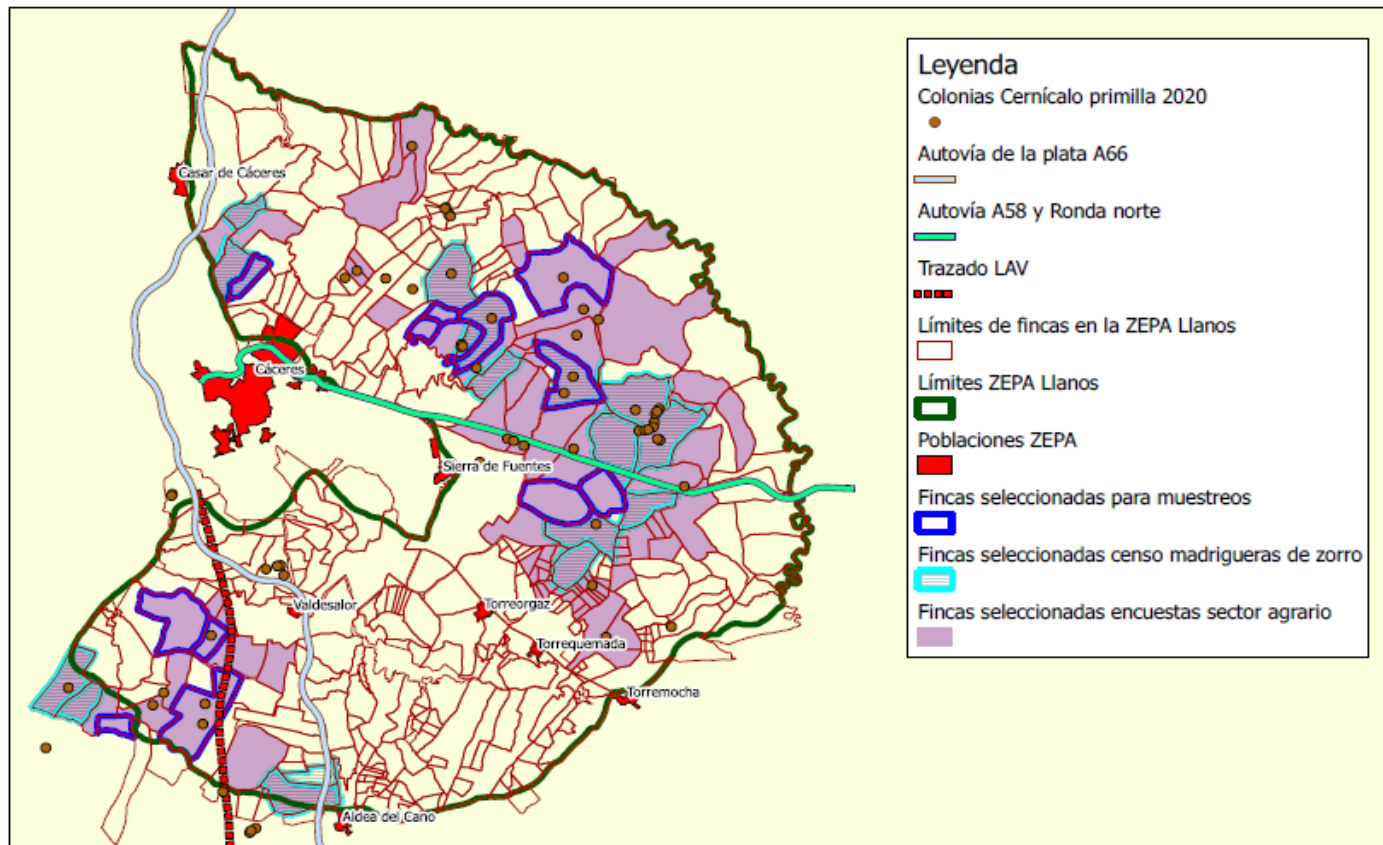 Leyenda
Colonias Cernícalo primilla 2020
Autovía de la plata A66
Autovía A58 y Ronda norte
Trazado LAV
Límites de fincas en la ZEPA Llanos
Límites ZEPA Llanos
Poblaciones ZEPA
Fincas seleccionadas para muestreos
Fincas seleccionadas censo madrigueras de zorro
Fincas seleccionadas encuestas sector agrario
Casar de Cáceres
Cáceres
Sierra de Fuentes
Valdesalor
Torreorgaz
Torrequemada
Torremocha
Aldea del Cano